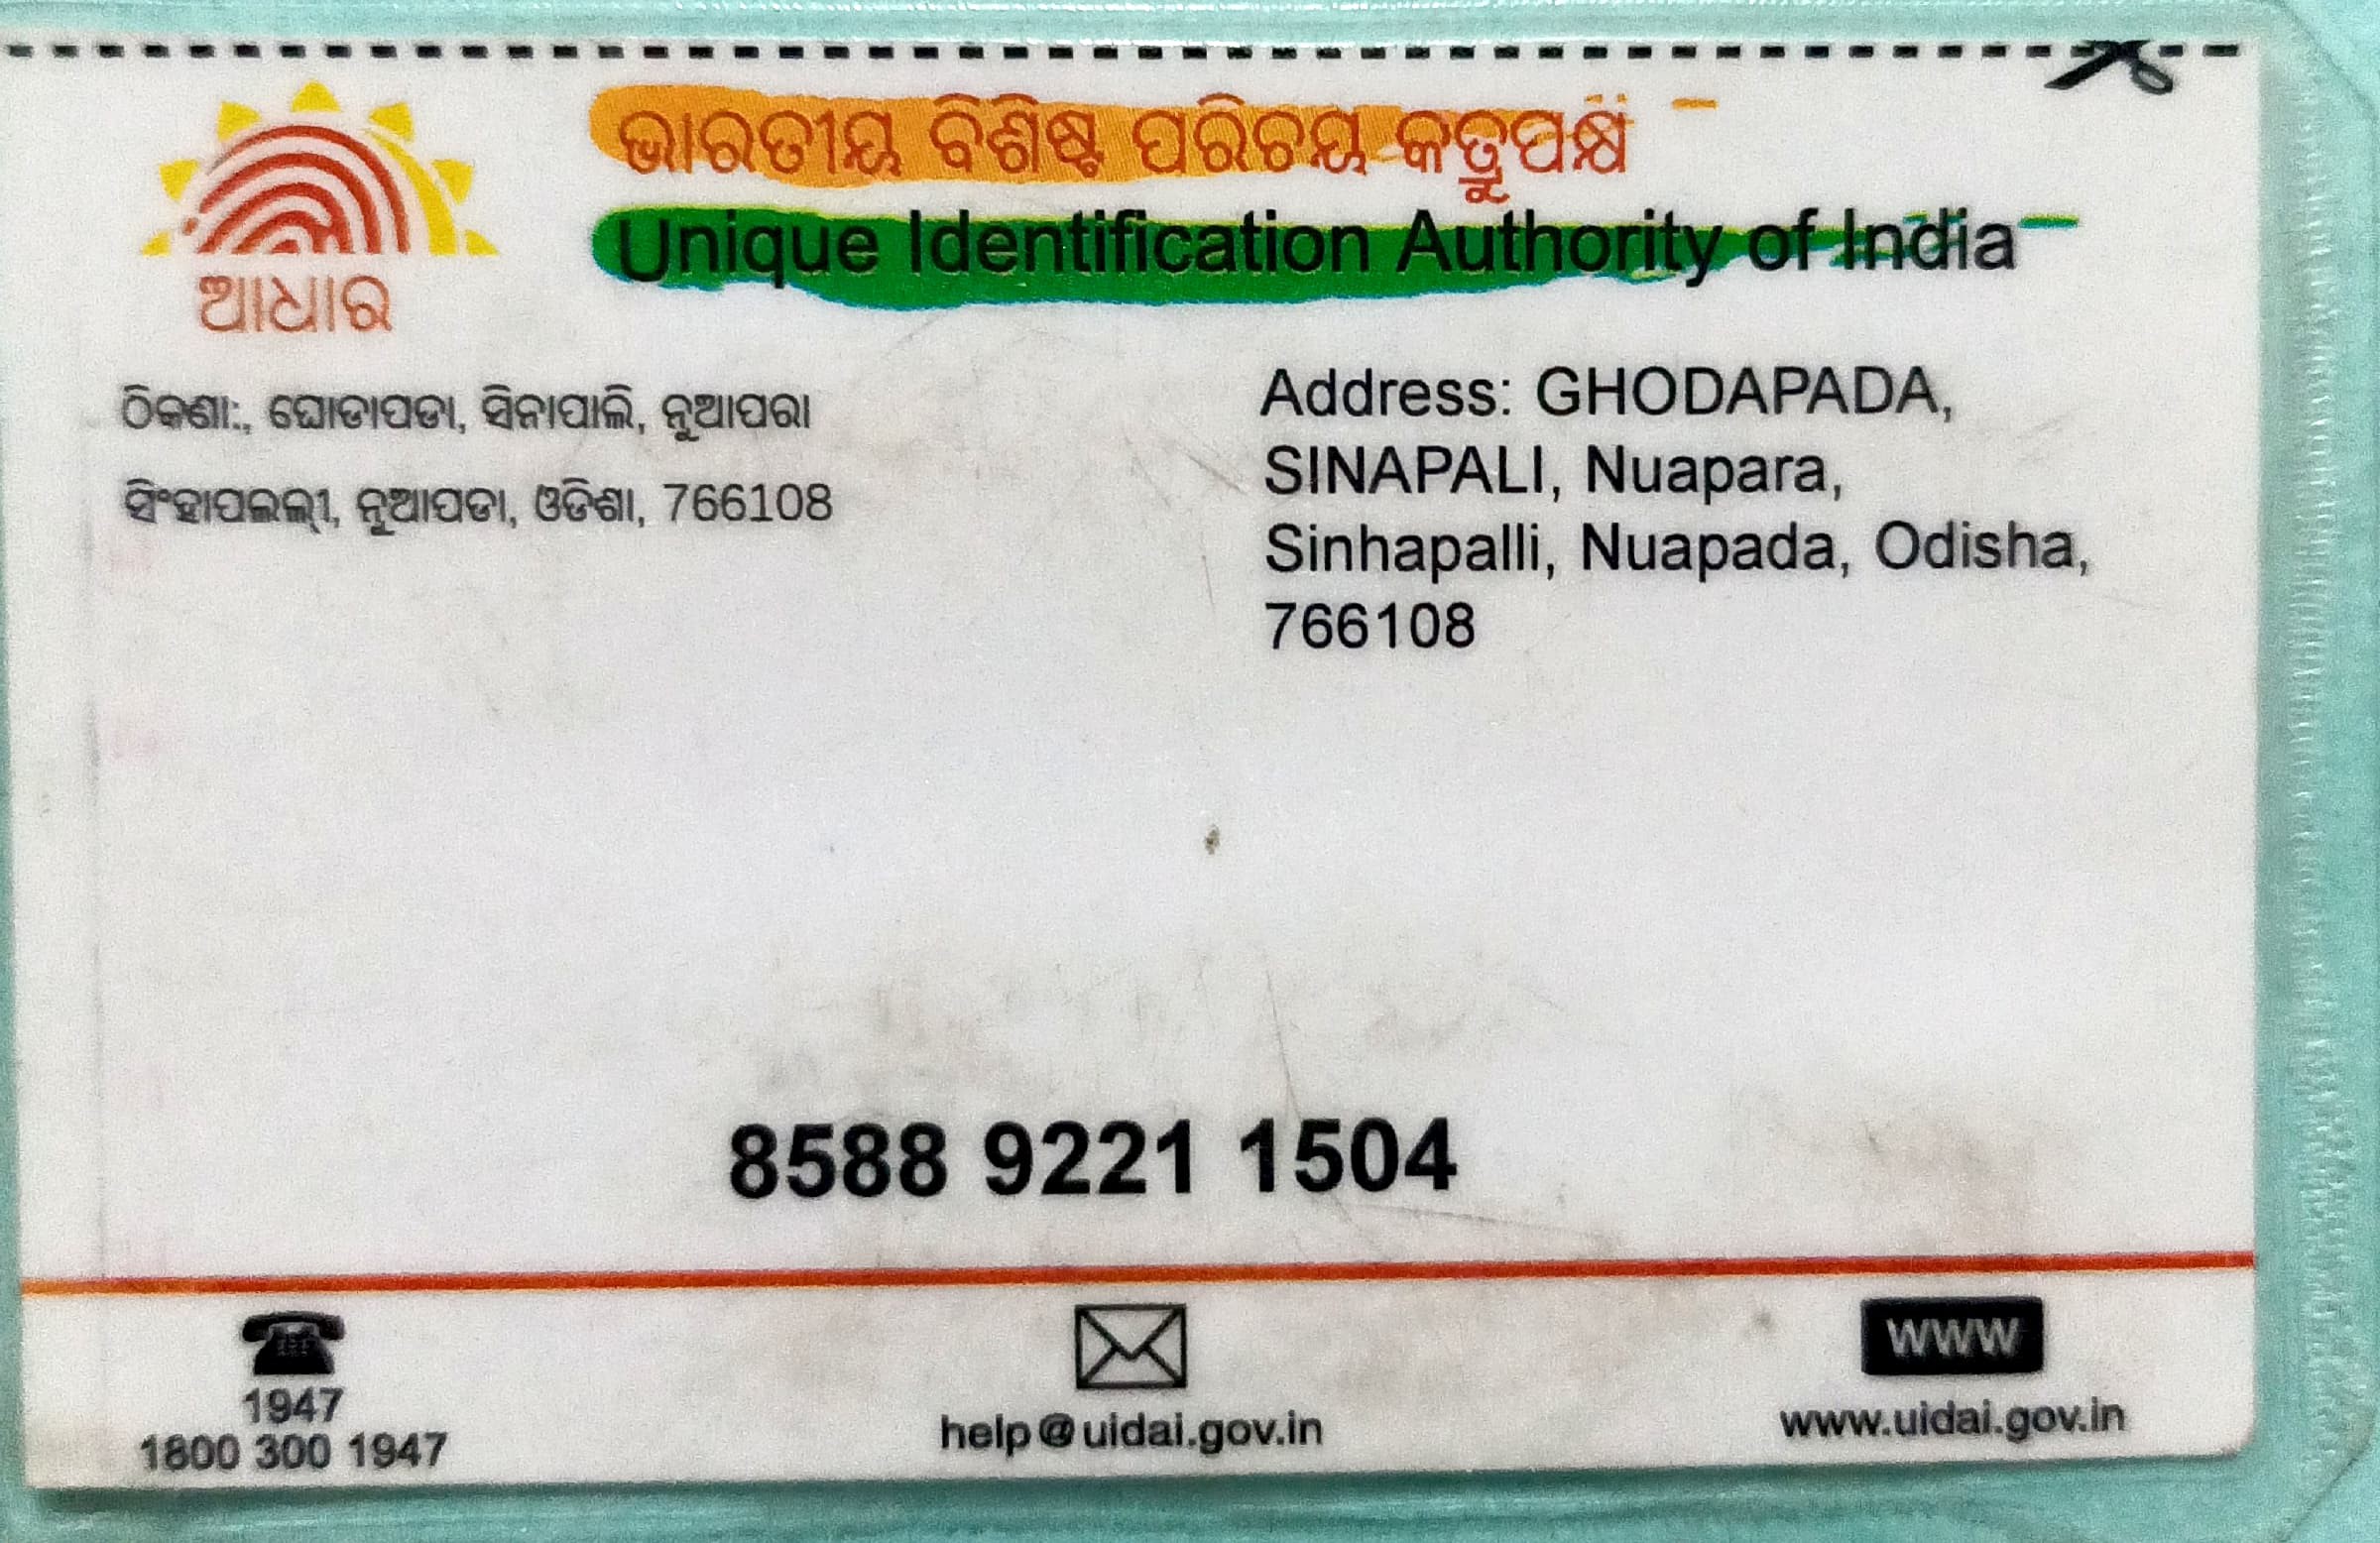 ଭାରତୀୟ ବିଶିଷ୍ଟ ପରିଚୟ କତ୍ରୁପକ୍ଷ
Unique Identification Authority of India
ଆଧାର
ଠିକଣା:, ଘୋଡାପଡା, ସିନାପାଲି, ନୁଆପରା
ସିଂହାପଲଲ୍ୀ, ନୁଆପଡା, ଓଡିଶା, 766108
Address: GHODAPADA,
SINAPALI, Nuapara,
Sinhapalli, Nuapada, Odisha,
766108
8588 9221 1504
1947
1800 300 1947
help@uidai.gov.in
WWW
www.uidai.gov.in